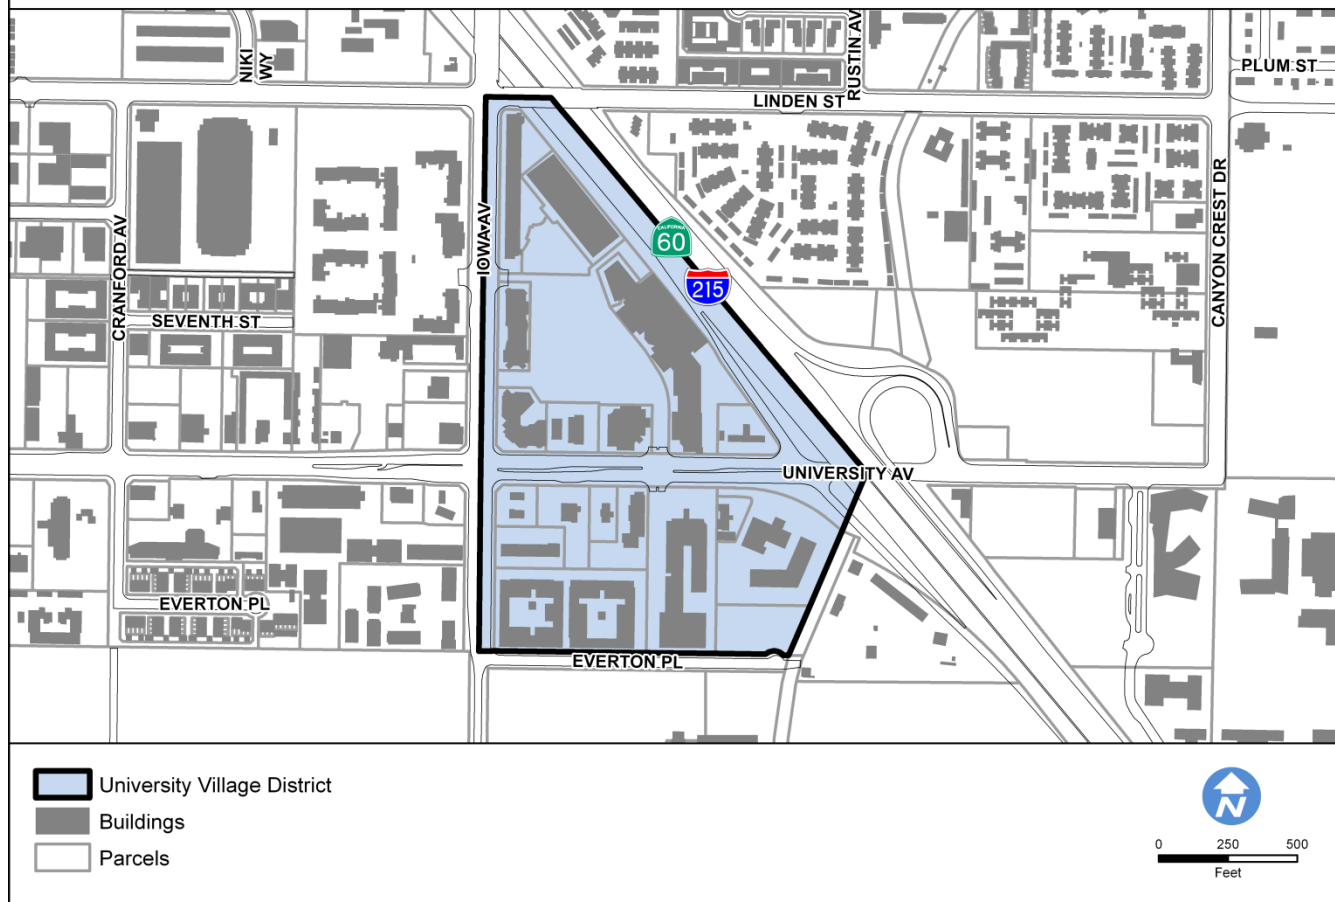 NIKI
WY
RUSTIN AV
PLUM ST
LINDEN ST
CANYON CREST DR
CRANFORD AV
IOWA AV
CALIFORNIA
60
215
SEVENTH ST
UNIVERSITY AV
EVERTON PL
EVERTON PL
University Village District
Buildings
Parcels
N
0 250 500
Feet